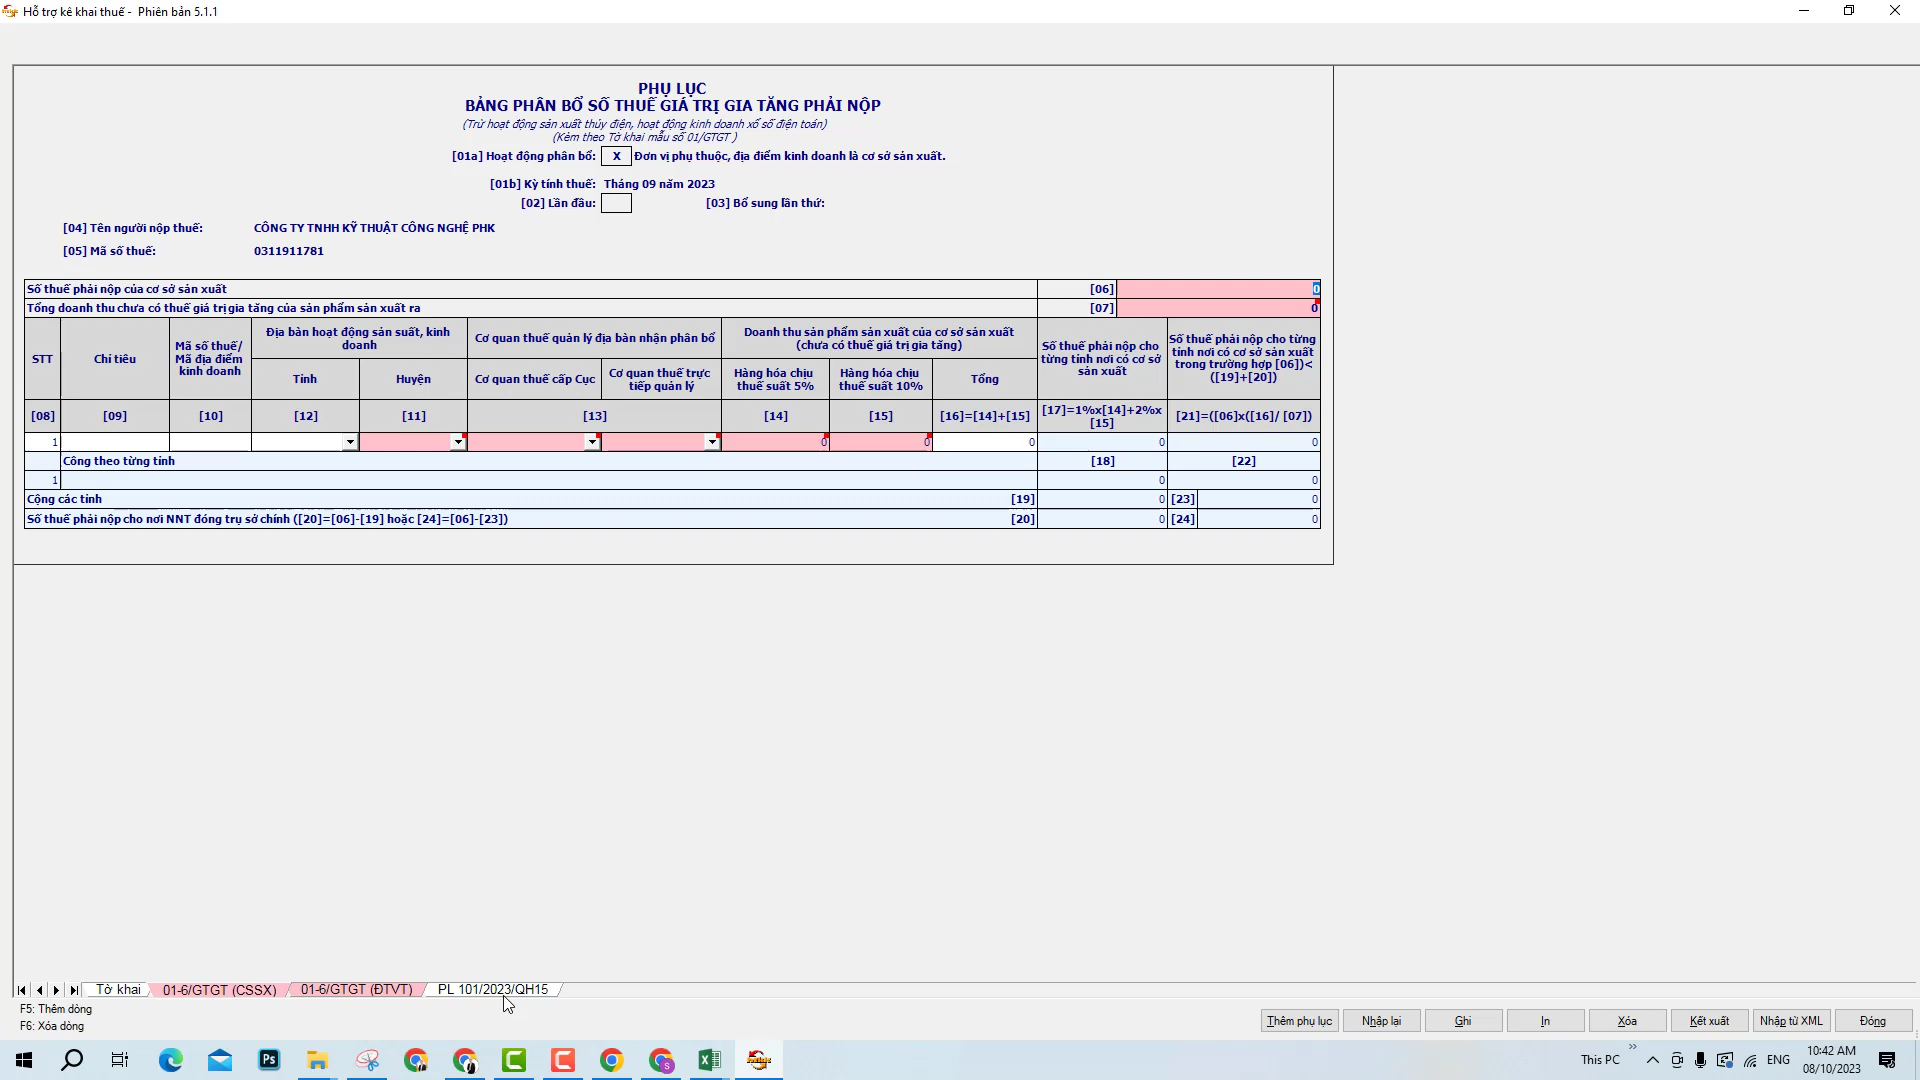 Hỗ trợ kê khai thuế - Phiên bản 5.1.1
PHỤ LỤC
BẢNG PHÂN BỔ SỐ THUẾ GIÁ TRỊ GIA TĂNG PHẢI NỘP
(Trừ hoạt động sản xuất thủy điện, hoạt động kinh doanh xổ số điện toán)
(Kèm theo Tờ khai mẫu số 01/GTGT )
[01a] Hoạt động phân bổ: X Đơn vị phụ thuộc, địa điểm kinh doanh là cơ sở sản xuất.
[01b] Kỳ tính thuế: Tháng 09 năm 2023
[02] Lần đầu: [03] Bổ sung lần thứ:
[04] Tên người nộp thuế: CÔNG TY TNHH KỸ THUẬT CÔNG NGHỆ PHK
[05] Mã số thuế: 0311911781
Số thuế phải nộp của cơ sở sản xuất [06] 0
Tổng doanh thu chưa có thuế giá trị gia tăng của sản phẩm sản xuất ra [07] 0
STT
Chỉ tiêu
Mã số thuế/
Mã địa điểm
kinh doanh
Địa bàn hoạt động sản suất, kinh
doanh
Tỉnh
Huyện
Cơ quan thuế quản lý địa bàn nhận phân bổ
Cơ quan thuế cấp Cục
Cơ quan thuế trực
tiếp quản lý
Doanh thu sản phẩm sản xuất của cơ sở sản xuất
(chưa có thuế giá trị gia tăng)
Hàng hóa chịu
thuế suất 5%
Hàng hóa chịu
thuế suất 10%
Tổng
Số thuế phải nộp cho
từng tỉnh nơi có cơ sở
sản xuất
Số thuế phải nộp cho từng
tỉnh nơi có cơ sở sản xuất
trong trường hợp [06])<
([19]+[20])
[08] [09] [10] [12] [11] [13] [14] [15] [16]=[14]+[15]
[17]=1%x[14]+2%x
[15]
[21]=([06]x([16]/ [07])
1 0 0 0 0 0
Cộng theo từng tỉnh [18] [22]
1 0 0
Cộng các tỉnh [19] 0 [23] 0
Số thuế phải nộp cho nơi NNT đóng trụ sở chính ([20]=[06]-[19] hoặc [24]=[06]-[23]) [20] 0 [24] 0
Tờ khai 01-6/GTGT (CSSX) 01-6/GTGT (ĐTVT) PL 101/2023/QH15
F5: Thêm dòng
F6: Xóa dòng
Thêm phụ lục Nhập lại Ghi In Xóa Kết xuất Nhập từ XML Đóng
Ps
S
This PC
ENG
10:42 AM
08/10/2023